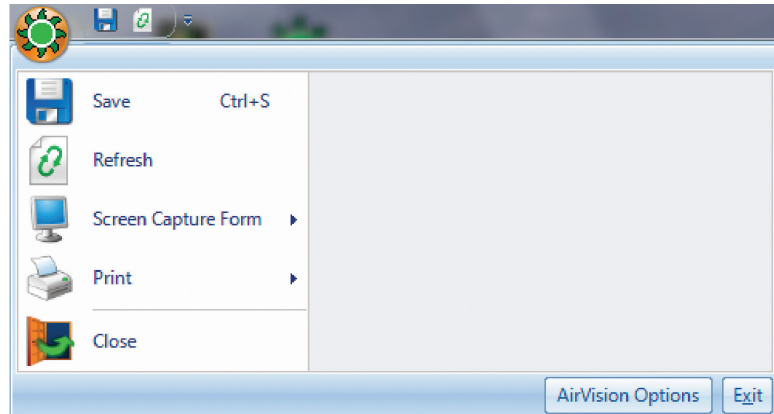 Save Ctrl+S
Refresh
Screen Capture Form
Print
Close
AirVision Options Exit